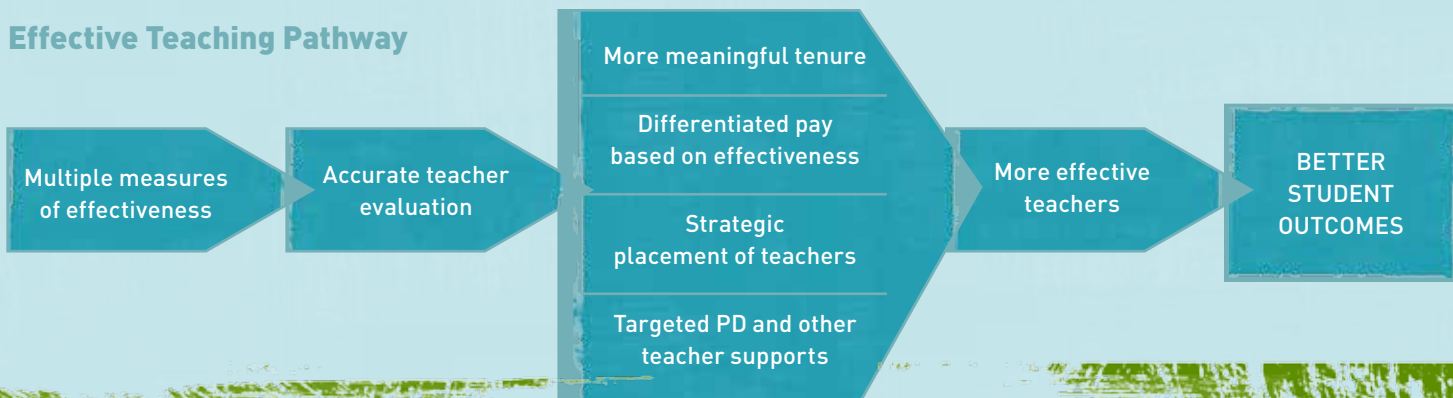 Effective Teaching Pathway
Multiple measures
of effectiveness
Accurate teacher
evaluation
More meaningful tenure
Differentiated pay
based on effectiveness
Strategic
placement of teachers
Targeted PD and other
teacher supports
More effective
teachers
BETTER
STUDENT
OUTCOMES